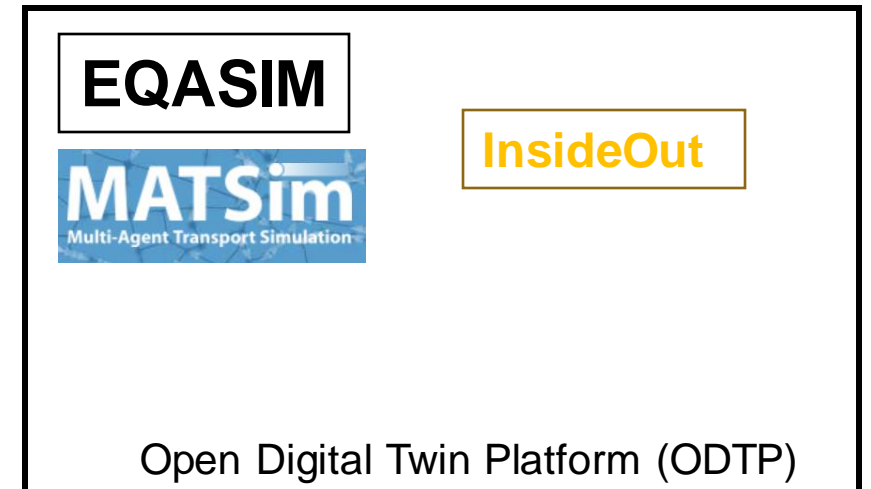 EQASIM
InsideOut
MATSim
Multi-Agent Transport Simulation
Open Digital Twin Platform (ODTP)